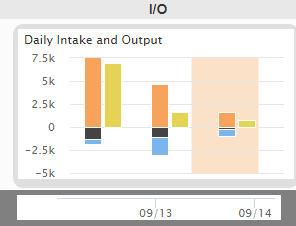 I/O
Daily Intake and Output
7.5k
5k
2.5k
0
−2.5k
−5k
09/13
09/14